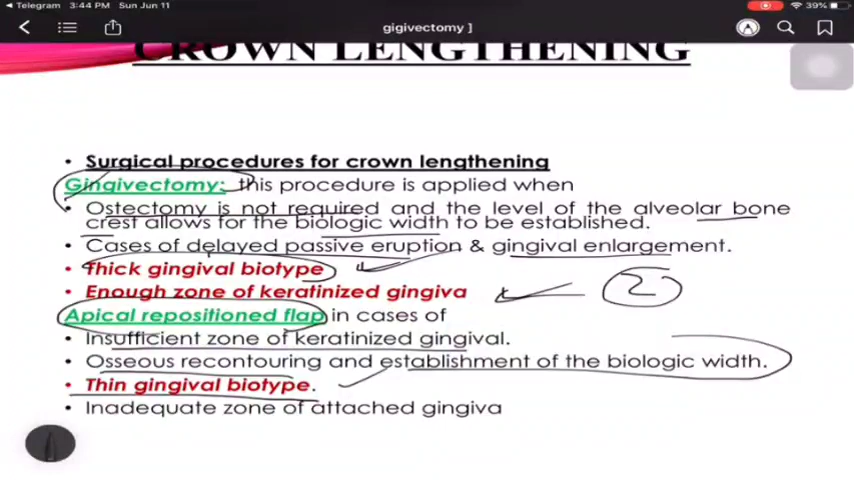 Telegram 3:44 PM Sun Jun 11 39%
gigivectomy ]
CROWN LENGTHENING
• Surgical procedures for crown lengthening
Gingivectomy: this procedure is applied when
• Ostectomy is not required and the level of the alveolar bone
crest allows for the biologic width to be established.
• Cases of delayed passive eruption & gingival enlargement.
• Thick gingival biotype
• Enough zone of keratinized gingiva 2
Apical repositioned flap in cases of
• Insufficient zone of keratinized gingival.
• Osseous recontouring and establishment of the biologic width.
• Thin gingival biotype.
• Inadequate zone of attached gingiva